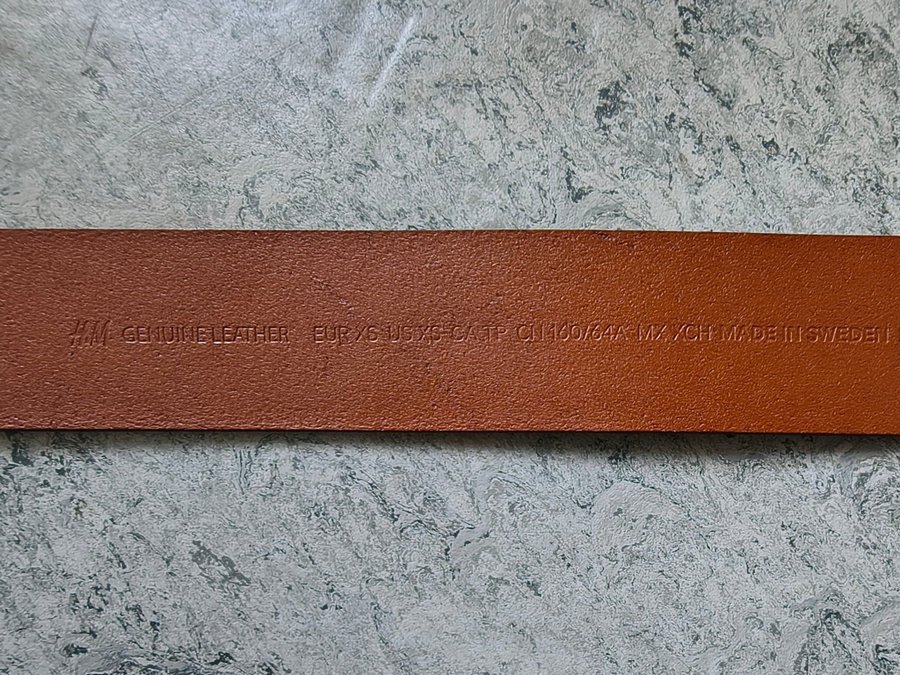 H&M GENUINE LEATHER EUR XS US XS CA TP CN 160/64A MX XCH MADE IN SWEDEN